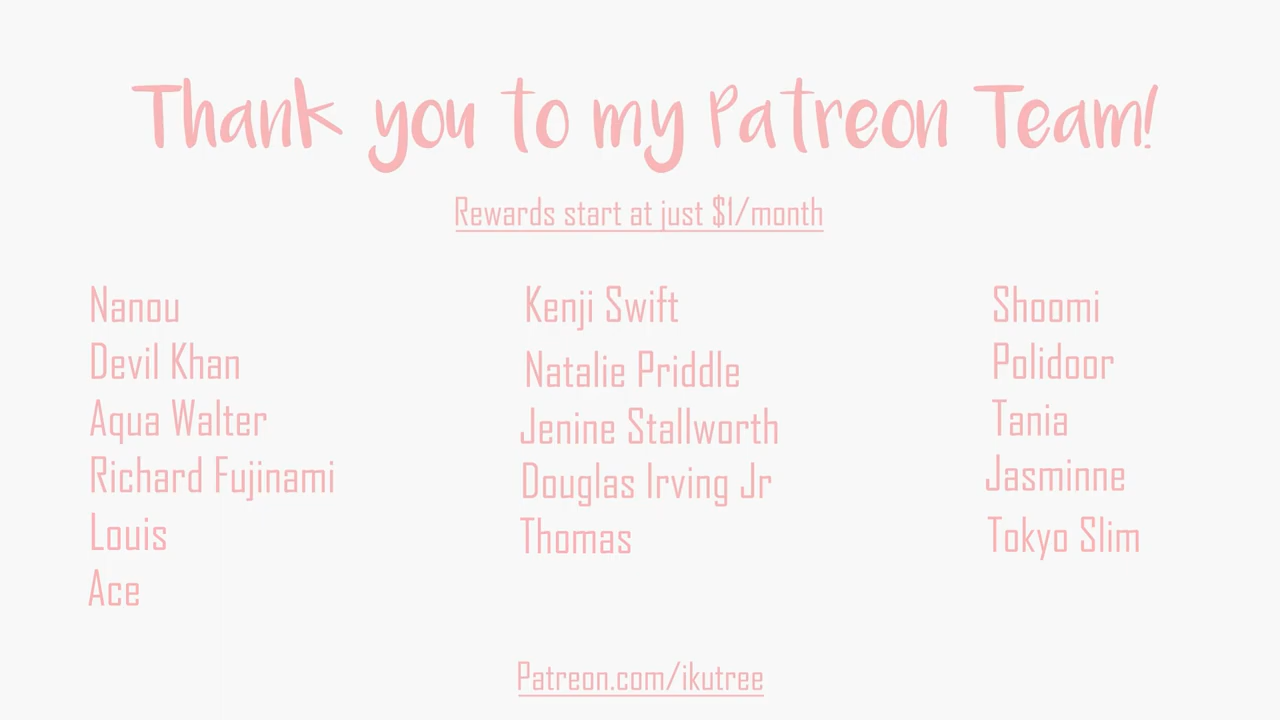 Thank you to my Patreon Team!
Rewards start at just $1/month
Nanou
Devil Khan
Aqua Walter
Richard Fujinami
Louis
Ace
Kenji Swift
Natalie Priddle
Jenine Stallworth
Douglas Irving Jr
Thomas
Shoomi
Polidoor
Tania
Jasminne
Tokyo Slim
Patreon.com/ikutree